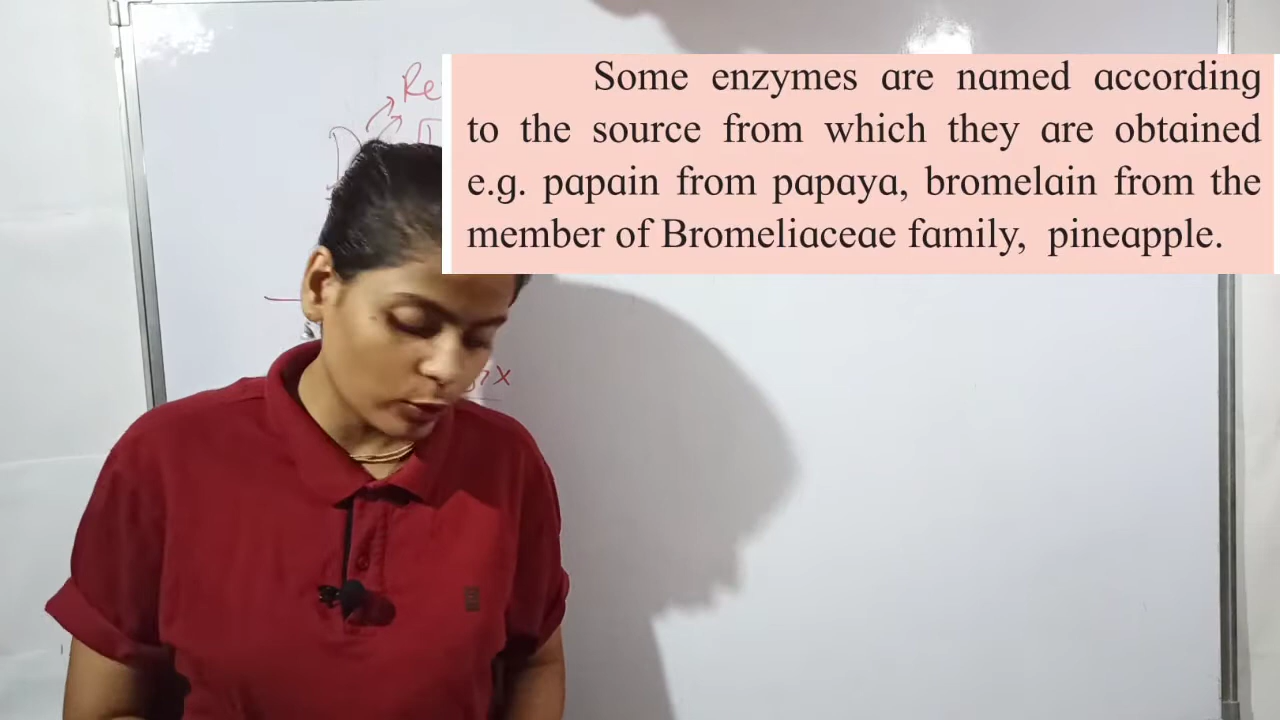 Re
Some enzymes are named according
to the source from which they are obtained
e.g. papain from papaya, bromelain from the
member of Bromeliaceae family, pineapple.